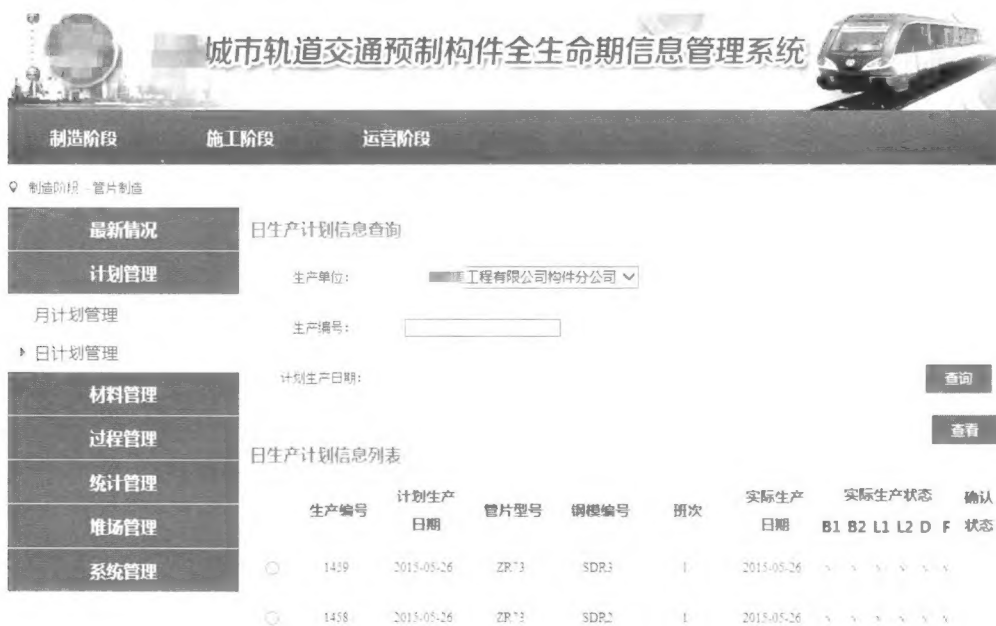 城市轨道交通预制构件全生命期信息管理系统
制造阶段 施工阶段 运营阶段
制造阶段 - 管片制造
最新情况
计划管理
月计划管理
日计划管理
材料管理
过程管理
统计管理
堆场管理
系统管理
日生产计划信息查询
生产单位: 工程有限公司构件分公司
生产编号:
计划生产日期:
查询
查看
日生产计划信息列表
生产编号 计划生产日期 管片型号 钢模编号 班次 实际生产日期 实际生产状态 确认状态
B1 B2 L1 L2 D F
1459 2015-05-26 ZR73 SDR3 1 2015-05-26
1458 2015-05-26 ZR73 SDR2 1 2015-05-26